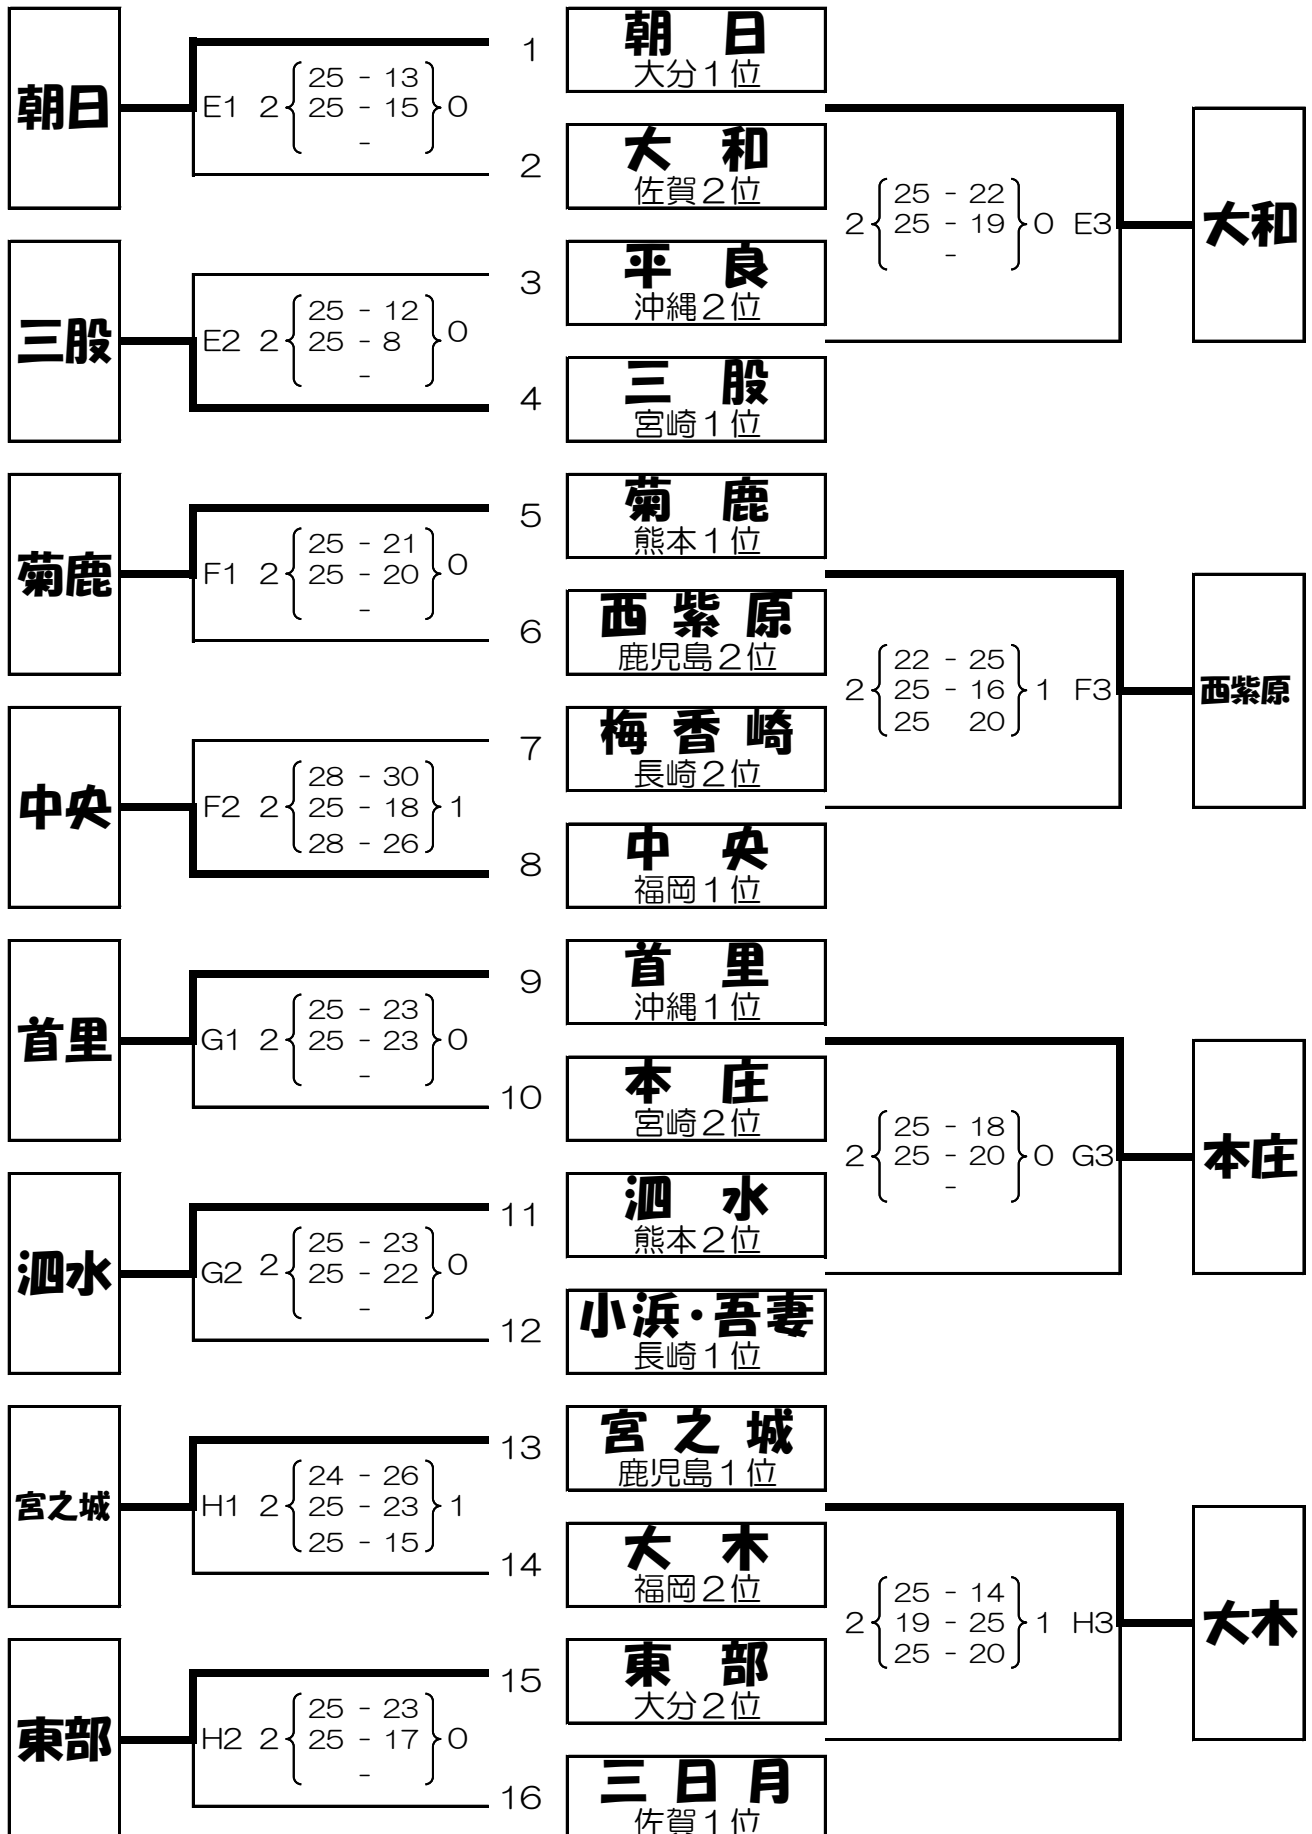 朝日
E1 2 25 - 13 0
25 - 15
-
1
2
三股
E2 2 25 - 12 0
25 - 8
-
3
4
菊鹿
F1 2 25 - 21 0
25 - 20
-
5
6
中央
F2 2 28 - 30 1
25 - 18
28 - 26
7
8
首里
G1 2 25 - 23 0
25 - 23
-
9
10
泗水
G2 2 25 - 23 0
25 - 22
-
11
12
宮之城
H1 2 24 - 26 1
25 - 23
25 - 15
13
14
東部
H2 2 25 - 23 0
25 - 17
-
15
16
朝 日
大分1位
大 和
佐賀2位
平 良
沖縄2位
三 股
宮崎1位
菊 鹿
熊本1位
西 紫 原
鹿児島2位
梅 香 崎
長崎2位
中 央
福岡1位
首 里
沖縄1位
本 庄
宮崎2位
泗 水
熊本2位
小浜・吾妻
長崎1位
宮 之 城
鹿児島1位
大 木
福岡2位
東 部
大分2位
三 日 月
佐賀1位
2 25 - 22 0 E3
25 - 19
-
大和
2 22 - 25 1 F3
25 - 16
25 20
西紫原
2 25 - 18 0 G3
25 - 20
-
本庄
2 25 - 14 1 H3
19 - 25
25 - 20
大木